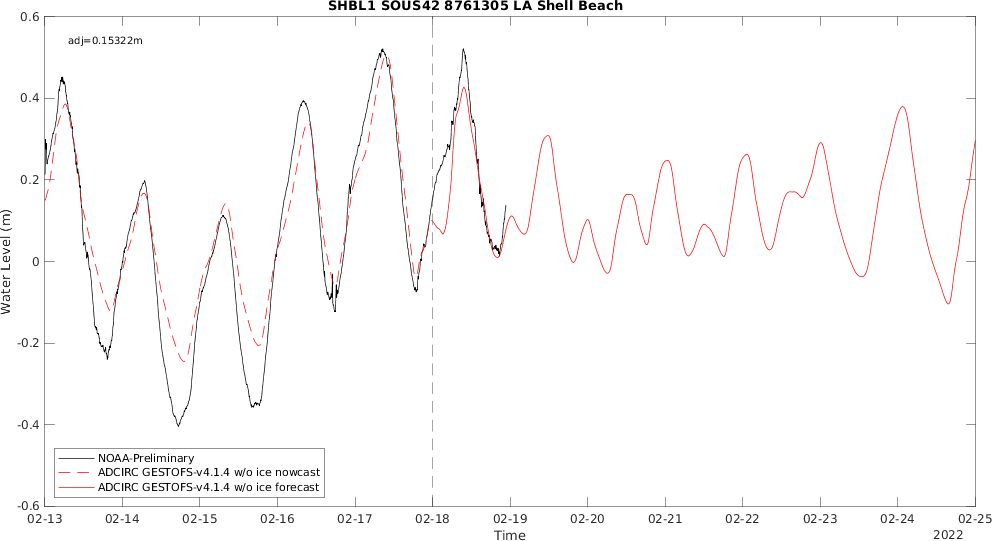 SHBL1 SOUS42 8761305 LA Shell Beach
adj=0.15322m
0.6
0.4
0.2
0
-0.2
-0.4
-0.6
Water Level (m)
NOAA-Preliminary
ADCIRC GESTOFS-v4.1.4 w/o ice nowcast
ADCIRC GESTOFS-v4.1.4 w/o ice forecast
02-13 02-14 02-15 02-16 02-17 02-18 02-19 02-20 02-21 02-22 02-23 02-24 02-25
Time
2022